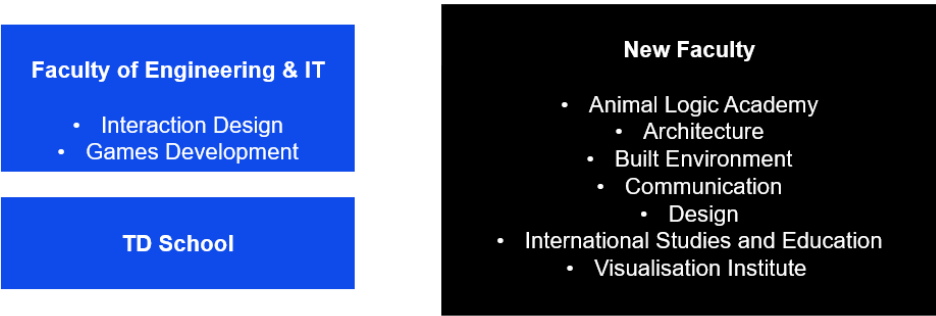 Faculty of Engineering & IT
• Interaction Design
• Games Development
TD School
New Faculty
• Animal Logic Academy
• Architecture
• Built Environment
• Communication
• Design
• International Studies and Education
• Visualisation Institute